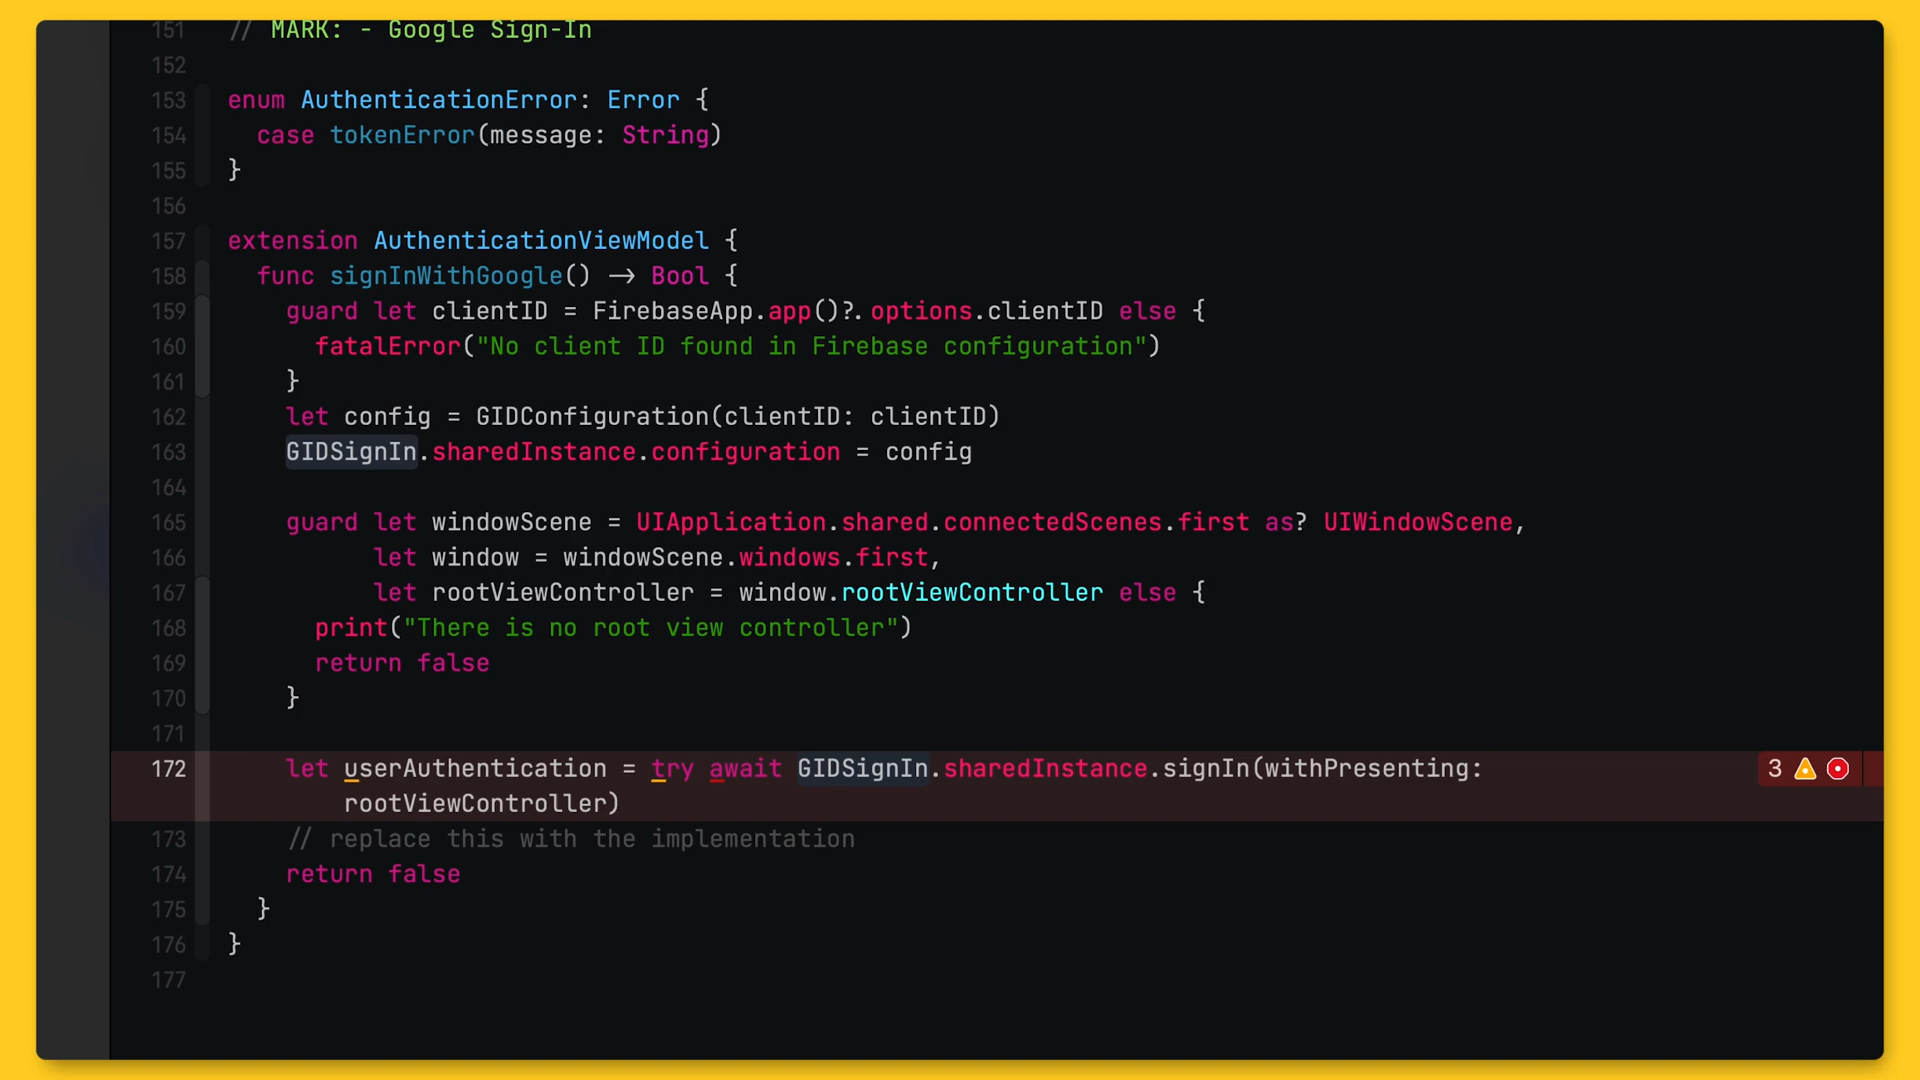 151 // MARK: - Google Sign-In
152
153 enum AuthenticationError: Error {
154   case tokenError(message: String)
155 }
156
157 extension AuthenticationViewModel {
158   func signInWithGoogle() -> Bool {
159     guard let clientID = FirebaseApp.app()?.options.clientID else {
160       fatalError("No client ID found in Firebase configuration")
161     }
162     let config = GIDConfiguration(clientID: clientID)
163     GIDSignIn.sharedInstance.configuration = config
164
165     guard let windowScene = UIApplication.shared.connectedScenes.first as? UIWindowScene,
166           let window = windowScene.windows.first,
167           let rootViewController = window.rootViewController else {
168       print("There is no root view controller")
169       return false
170     }
171
172     let userAuthentication = try await GIDSignIn.sharedInstance.signIn(withPresenting: 3
        rootViewController)
173     // replace this with the implementation
174     return false
175   }
176 }
177